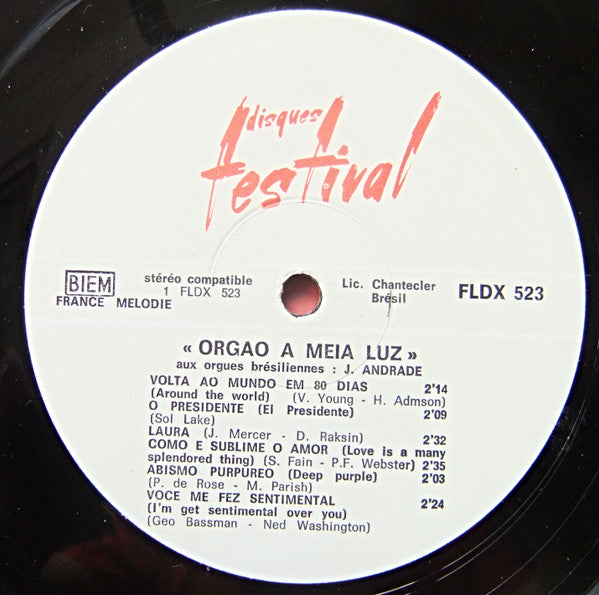 disques
festival
BIEM
FRANCE MELODIE
stéréo compatible
1 FLDX 523
Lic. Chantecler
Brésil
FLDX 523
« ORGAO A MEIA LUZ »
aux orgues brésiliennes : J. ANDRADE
VOLTA AO MUNDO EM 80 DIAS 2'14
(Around the world) (V. Young - H. Admson)
O PRESIDENTE (El Presidente) 2'09
(Sol Lake)
LAURA (J. Mercer - D. Raksin) 2'32
COMO E SUBLIME O AMOR (Love is a many
splendored thing) (S. Fain - P.F. Webster) 2'35
ABISMO PURPUREO (Deep purple) 2'03
(P. de Rose - M. Parish)
VOCE ME FEZ SENTIMENTAL 2'24
(I'm get sentimental over you)
(Geo Bassman - Ned Washington)